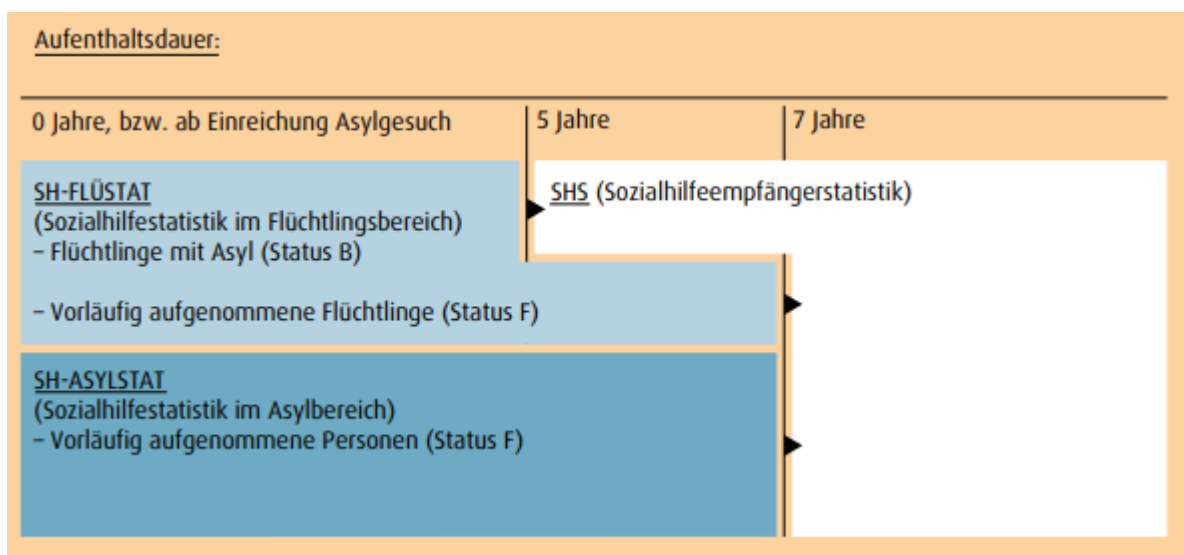 Aufenthaltsdauer:
0 Jahre, bzw. ab Einreichung Asylgesuch
5 Jahre
7 Jahre
SH-FLÜSTAT
(Sozialhilfestatistik im Flüchtlingsbereich)
– Flüchtlinge mit Asyl (Status B)
– Vorläufig aufgenommene Flüchtlinge (Status F)
SHS (Sozialhilfeempfängerstatistik)
SH-ASYLSTAT
(Sozialhilfestatistik im Asylbereich)
– Vorläufig aufgenommene Personen (Status F)